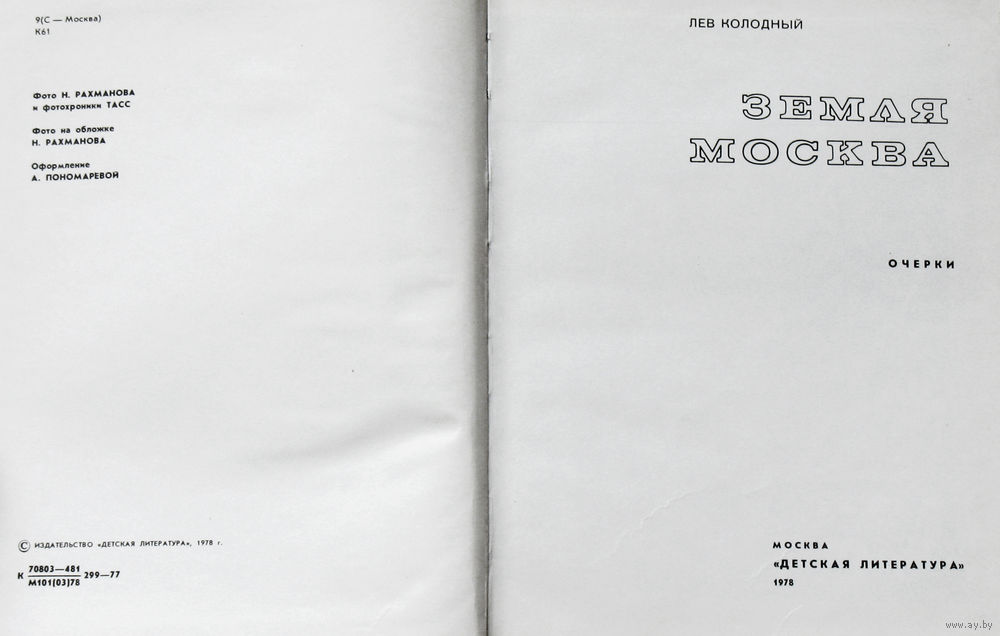 9(С — Москва)
К61
Фото Н. РАХМАНОВА
и фотохроники ТАСС
Фото на обложке
Н. РАХМАНОВА
Оформление
А. ПОНОМАРЕВОЙ
© ИЗДАТЕЛЬСТВО «ДЕТСКАЯ ЛИТЕРАТУРА», 1978 г.
70803—481
К 299—77
М101(03)78
ЛЕВ КОЛОДНЫЙ
ЗЕМЛЯ
МОСКВА
ОЧЕРКИ
МОСКВА
«ДЕТСКАЯ ЛИТЕРАТУРА»
1978
www.ay.by